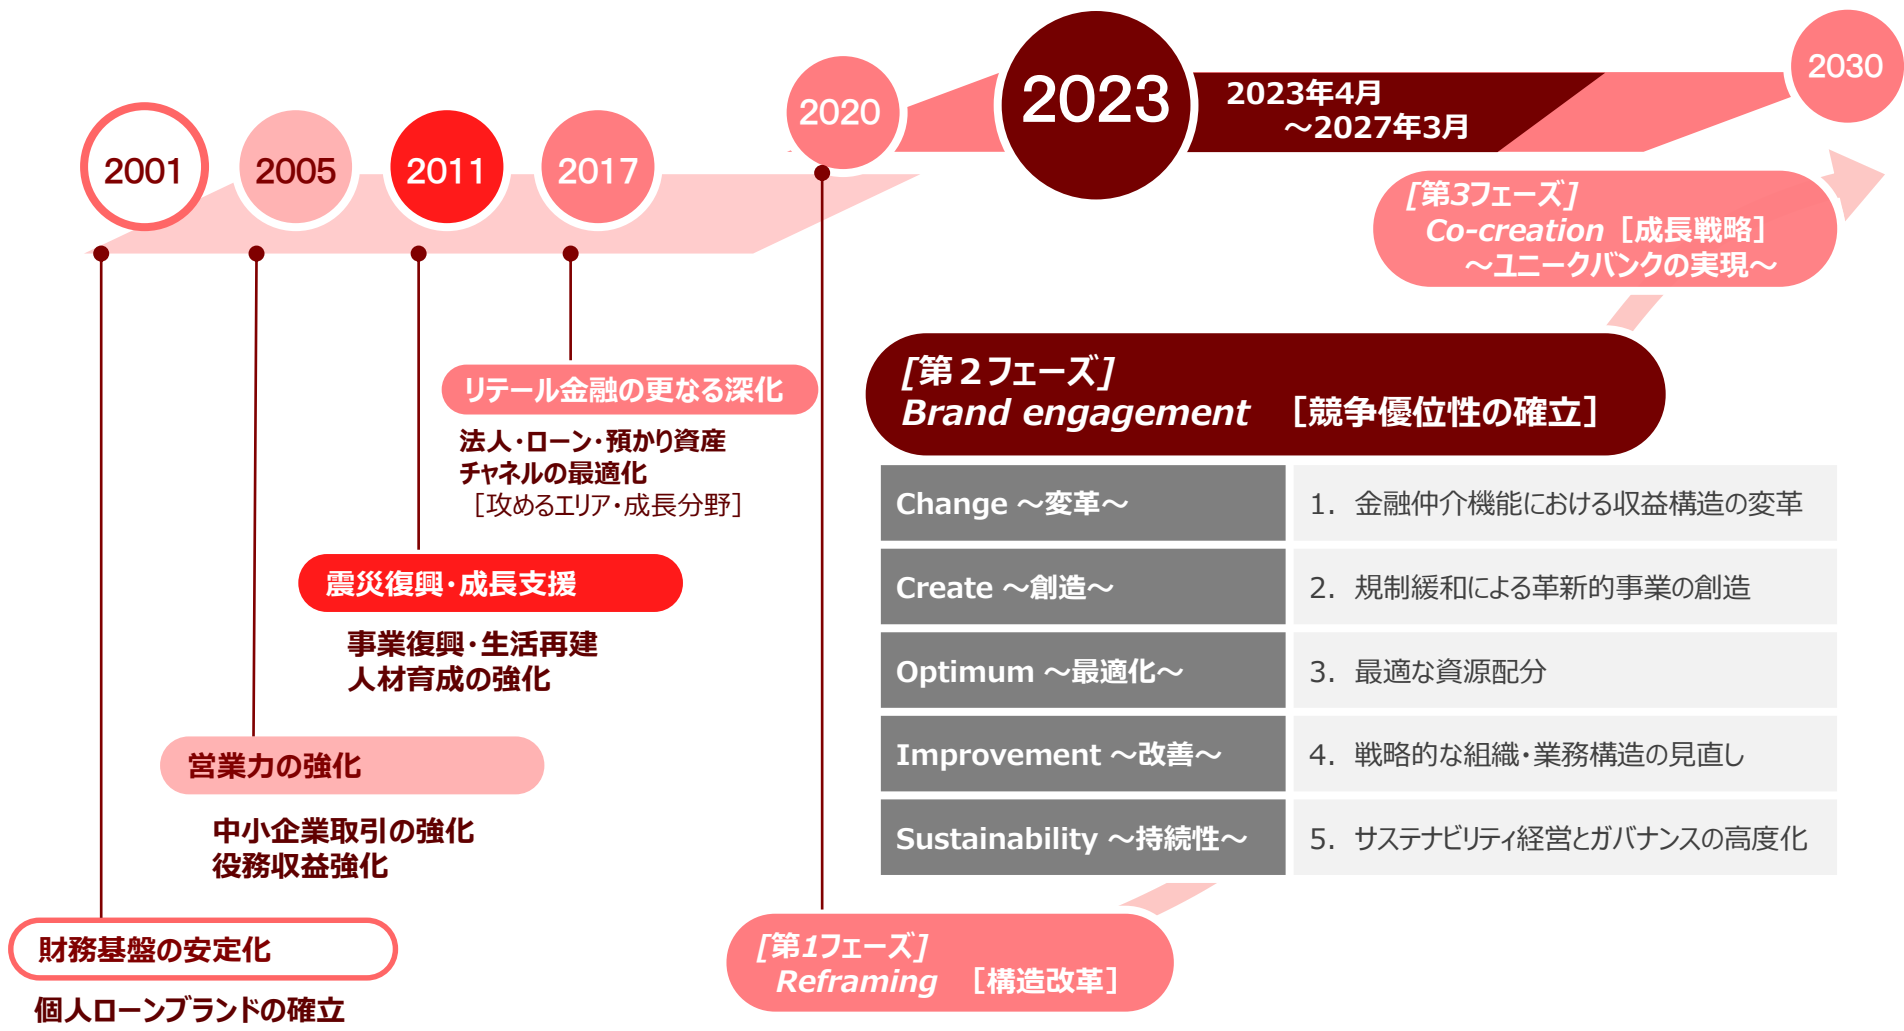 2001
2005
2011
2017
2020
2023
2023年4月
～2027年3月
2030
[第3フェーズ]
Co-creation［成長戦略］
～ユニークバンクの実現～
[第２フェーズ]
Brand engagement ［競争優位性の確立］
リテール金融の更なる深化
法人・ローン・預かり資産
チャネルの最適化
［攻めるエリア・成長分野］
震災復興・成長支援
事業復興・生活再建
人材育成の強化
営業力の強化
中小企業取引の強化
役務収益強化
財務基盤の安定化
個人ローンブランドの確立
Change ～変革～
1. 金融仲介機能における収益構造の変革
Create ～創造～
2. 規制緩和による革新的事業の創造
Optimum ～最適化～
3. 最適な資源配分
Improvement ～改善～
4. 戦略的な組織・業務構造の見直し
Sustainability ～持続性～
5. サステナビリティ経営とガバナンスの高度化
[第1フェーズ]
Reframing ［構造改革］